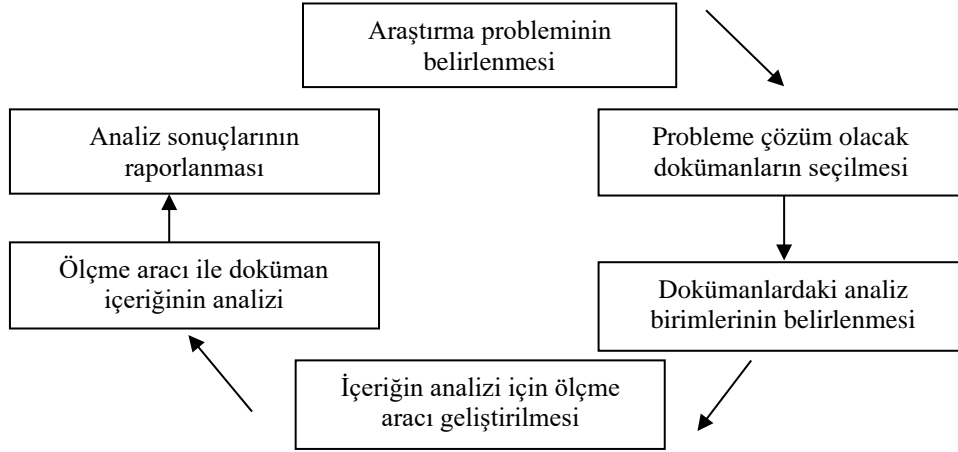 Araştırma probleminin
belirlenmesi
Probleme çözüm olacak
dokümanların seçilmesi
Dokümanlardaki analiz
birimlerinin belirlenmesi
İçeriğin analizi için ölçme
aracı geliştirilmesi
Ölçme aracı ile doküman
içeriğinin analizi
Analiz sonuçlarının
raporlanması